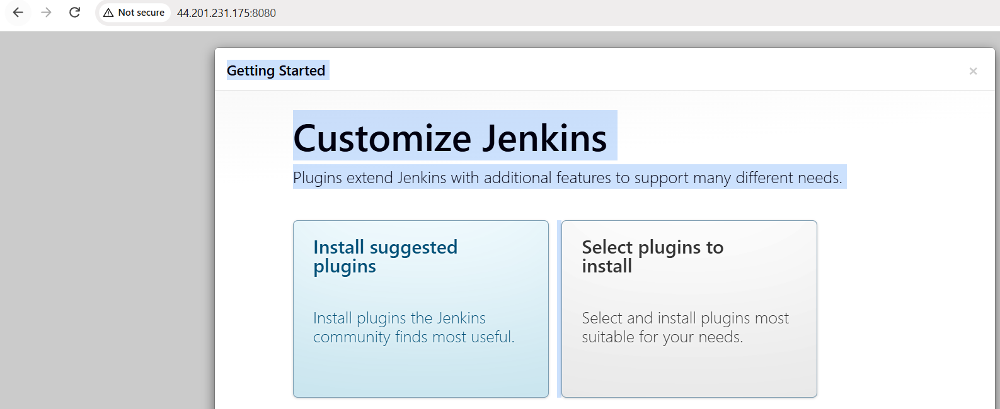 Not secure 44.201.231.175:8080
Getting Started
×
Customize Jenkins
Plugins extend Jenkins with additional features to support many different needs.
Install suggested
plugins
Install plugins the Jenkins
community finds most useful.
Select plugins to
install
Select and install plugins most
suitable for your needs.